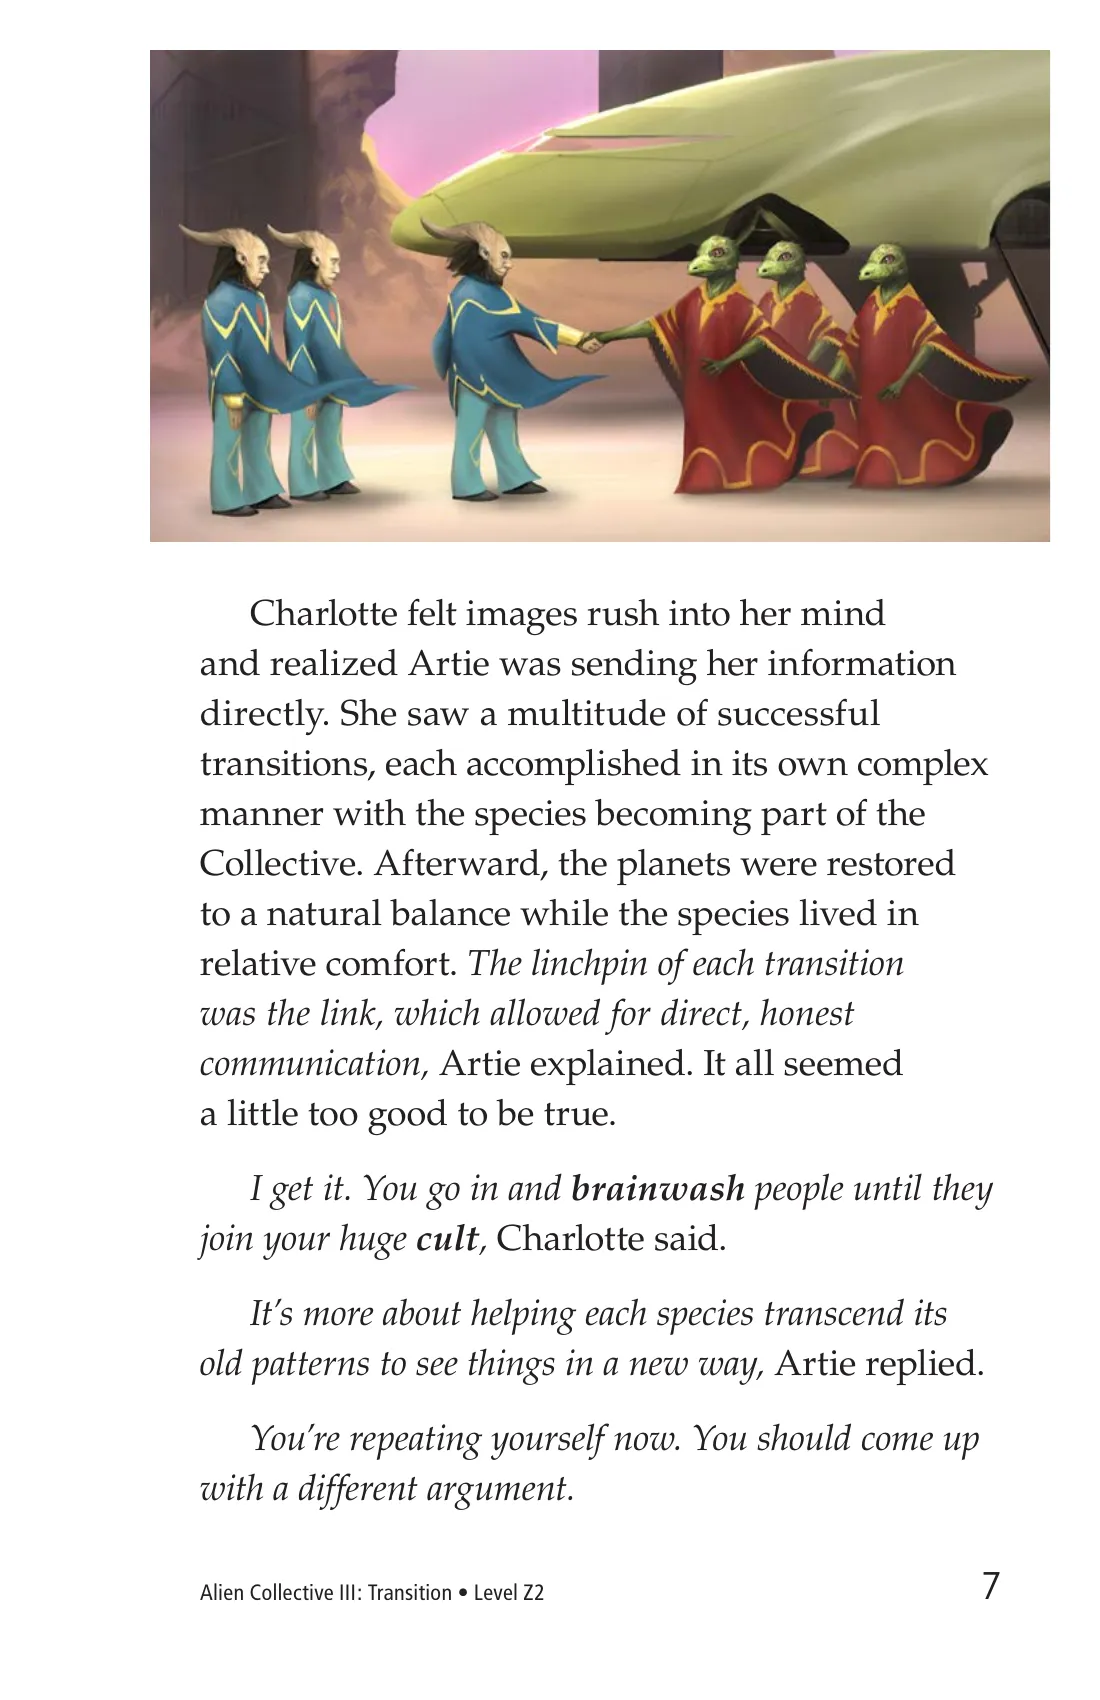 Charlotte felt images rush into her mind
and realized Artie was sending her information
directly. She saw a multitude of successful
transitions, each accomplished in its own complex
manner with the species becoming part of the
Collective. Afterward, the planets were restored
to a natural balance while the species lived in
relative comfort. The linchpin of each transition
was the link, which allowed for direct, honest
communication, Artie explained. It all seemed
a little too good to be true.
I get it. You go in and brainwash people until they
join your huge cult, Charlotte said.
It’s more about helping each species transcend its
old patterns to see things in a new way, Artie replied.
You’re repeating yourself now. You should come up
with a different argument.
Alien Collective III: Transition • Level Z2
7